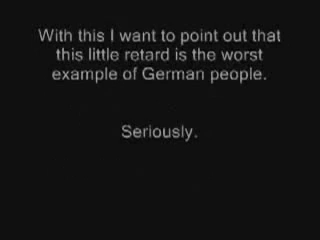 With this I want to point out that
this little retard is the worst
example of German people.
Seriously.